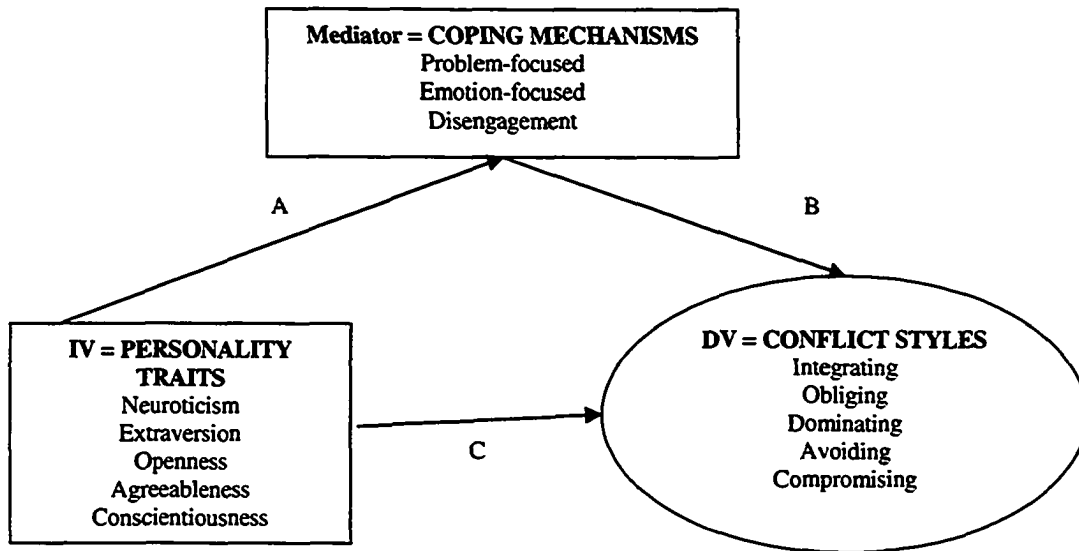 Mediator = COPING MECHANISMS
Problem-focused
Emotion-focused
Disengagement
A
B
IV = PERSONALITY
TRAITS
Neuroticism
Extraversion
Openness
Agreeableness
Conscientiousness
C
DV = CONFLICT STYLES
Integrating
Obliging
Dominating
Avoiding
Compromising